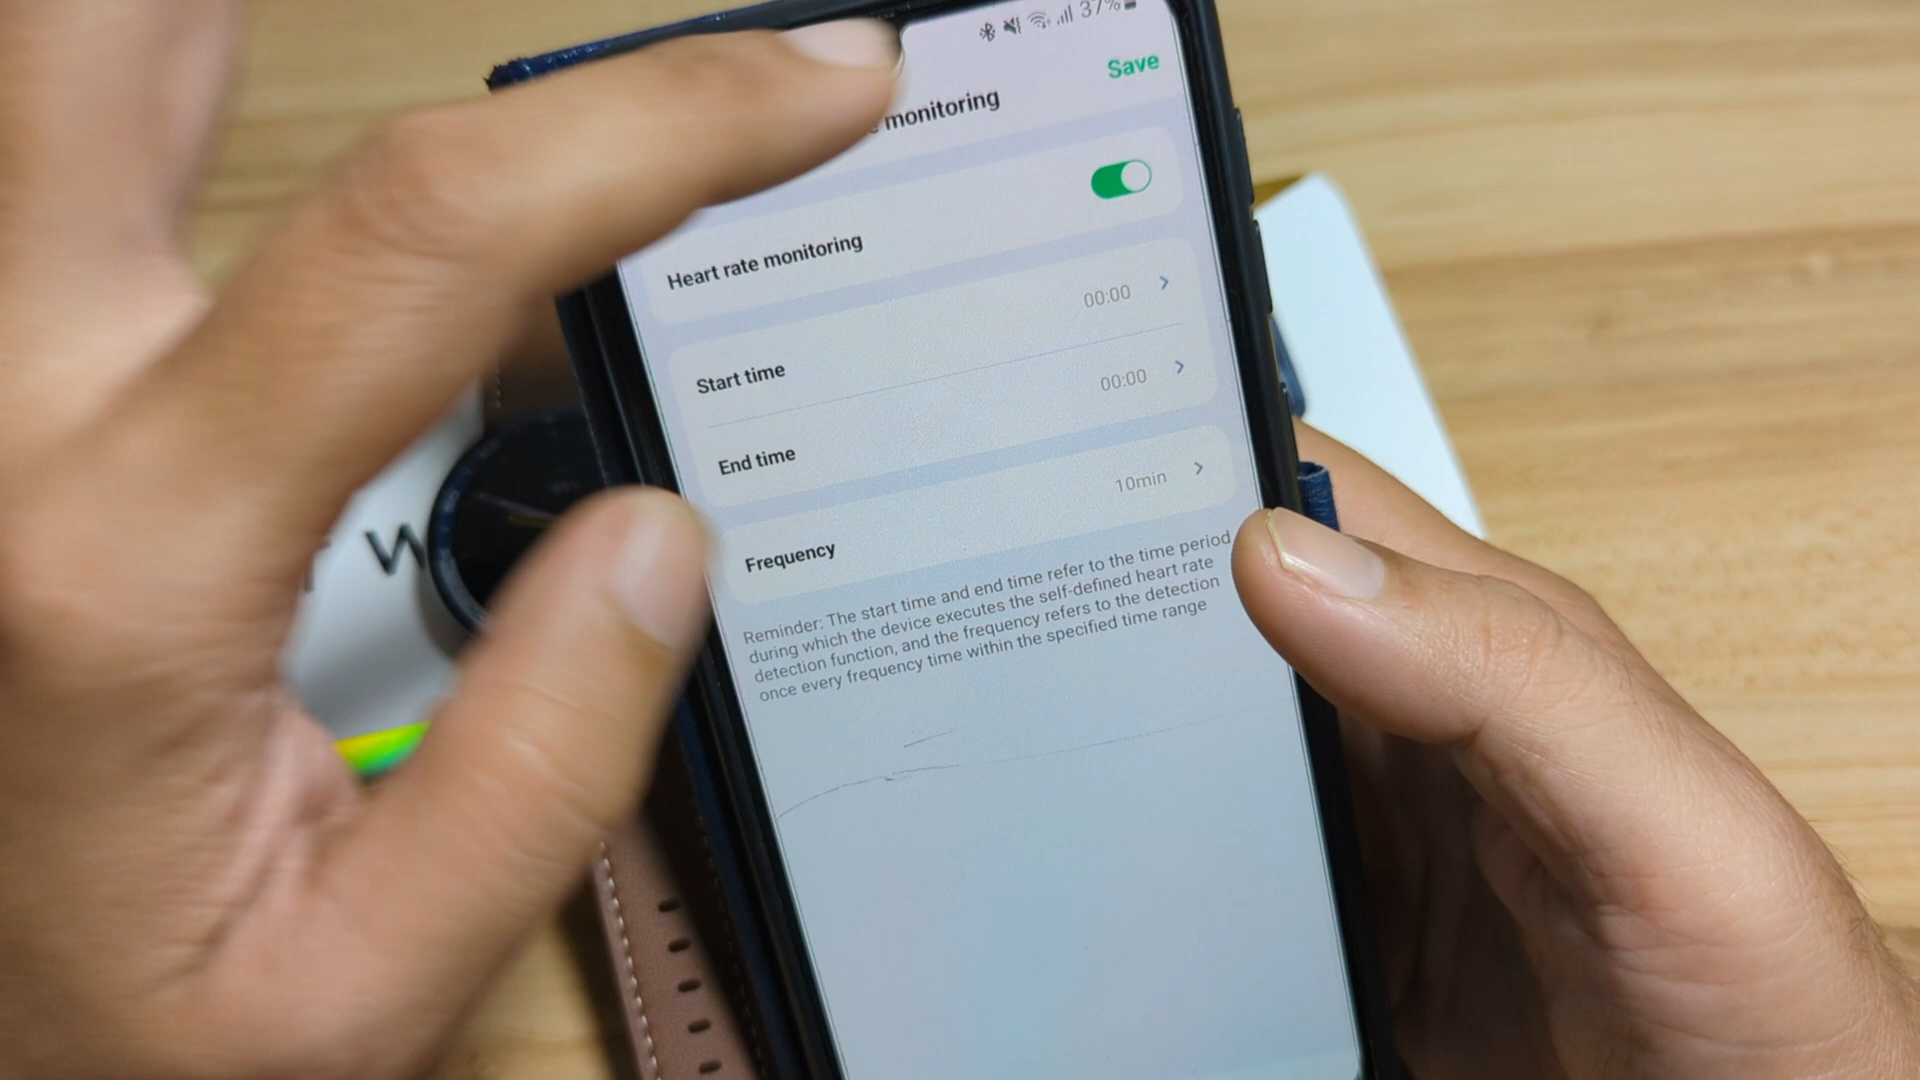 37%
Save
monitoring
Heart rate monitoring
Start time 00:00
End time 00:00
Frequency 10min
Reminder: The start time and end time refer to the time period
during which the device executes the self-defined heart rate
detection function, and the frequency refers to the detection
once every frequency time within the specified time range
W